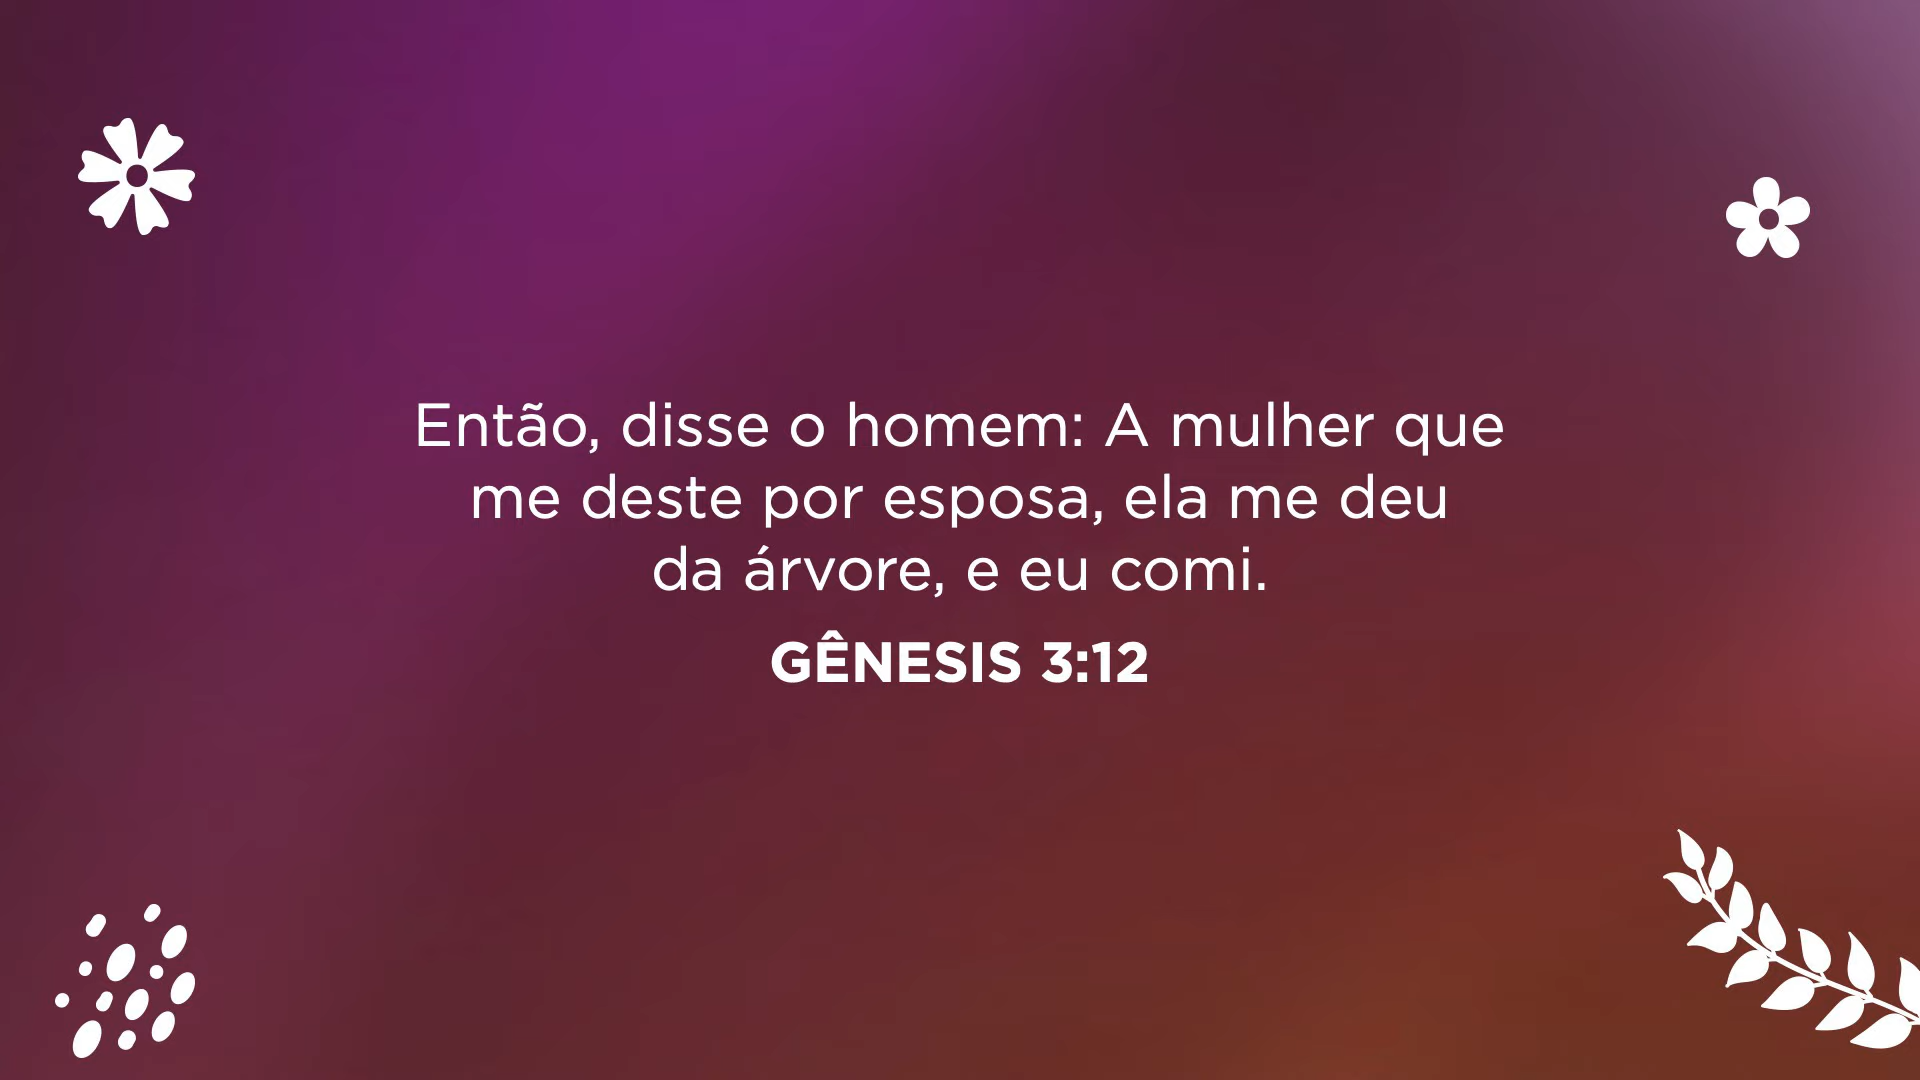 Então, disse o homem: A mulher que
me deste por esposa, ela me deu
da árvore, e eu comi.
GÊNESIS 3:12